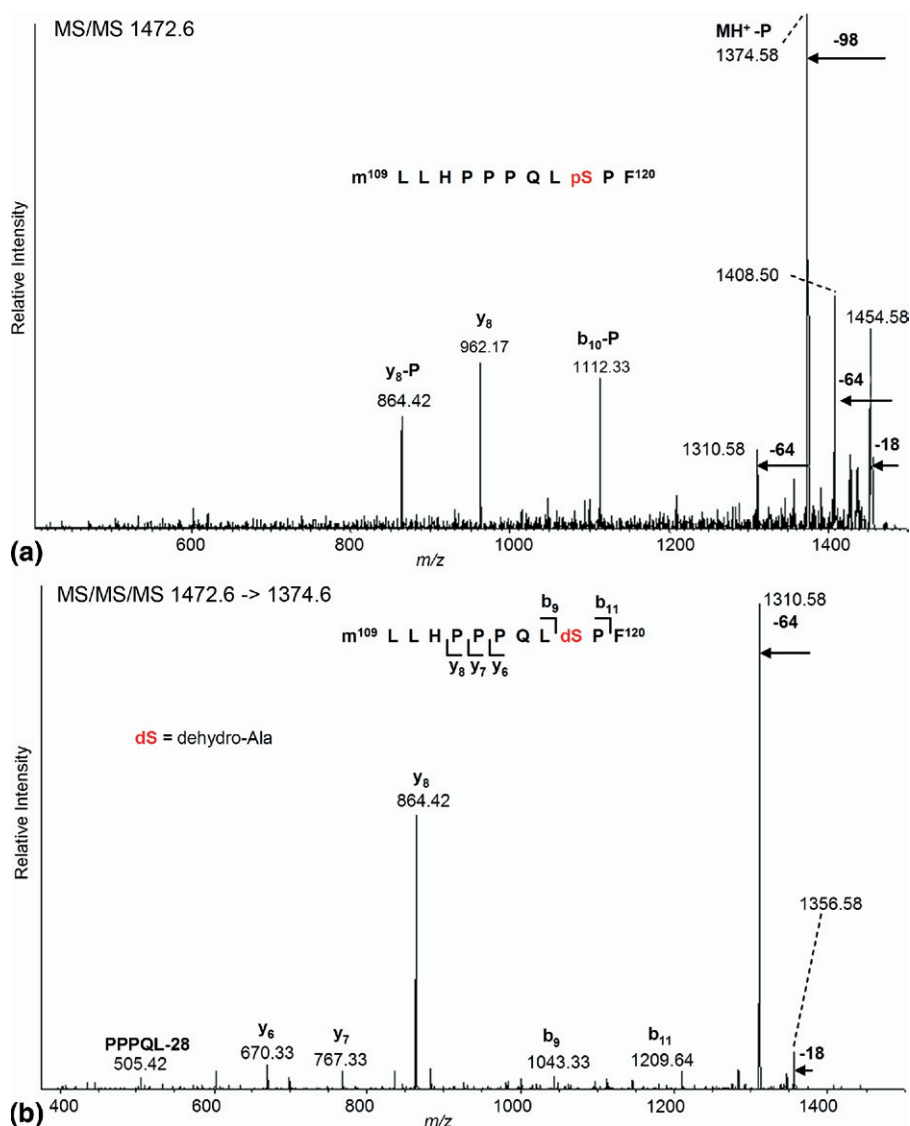 MS/MS 1472.6
MH⁺ -P
1374.58
-98
m¹⁰⁹ L L H P P P Q L pS P F¹²⁰
1408.50
1454.58
y₈
962.17
b₁₀-P
1112.33
y₈-P
864.42
-64
1310.58
-64
-18
Relative Intensity
600
800
1000
1200
1400
m/z
(a)
MS/MS/MS 1472.6 -> 1374.6
b₉
b₁₁
1310.58
-64
m¹⁰⁹ L L H P P P Q L dS P F¹²⁰
y₈ y₇ y₆
dS = dehydro-Ala
y₈
864.42
1356.58
PPPQL-28
505.42
y₆
670.33
y₇
767.33
b₉
1043.33
b₁₁
1209.64
-18
Relative Intensity
400
600
800
1000
1200
1400
m/z
(b)